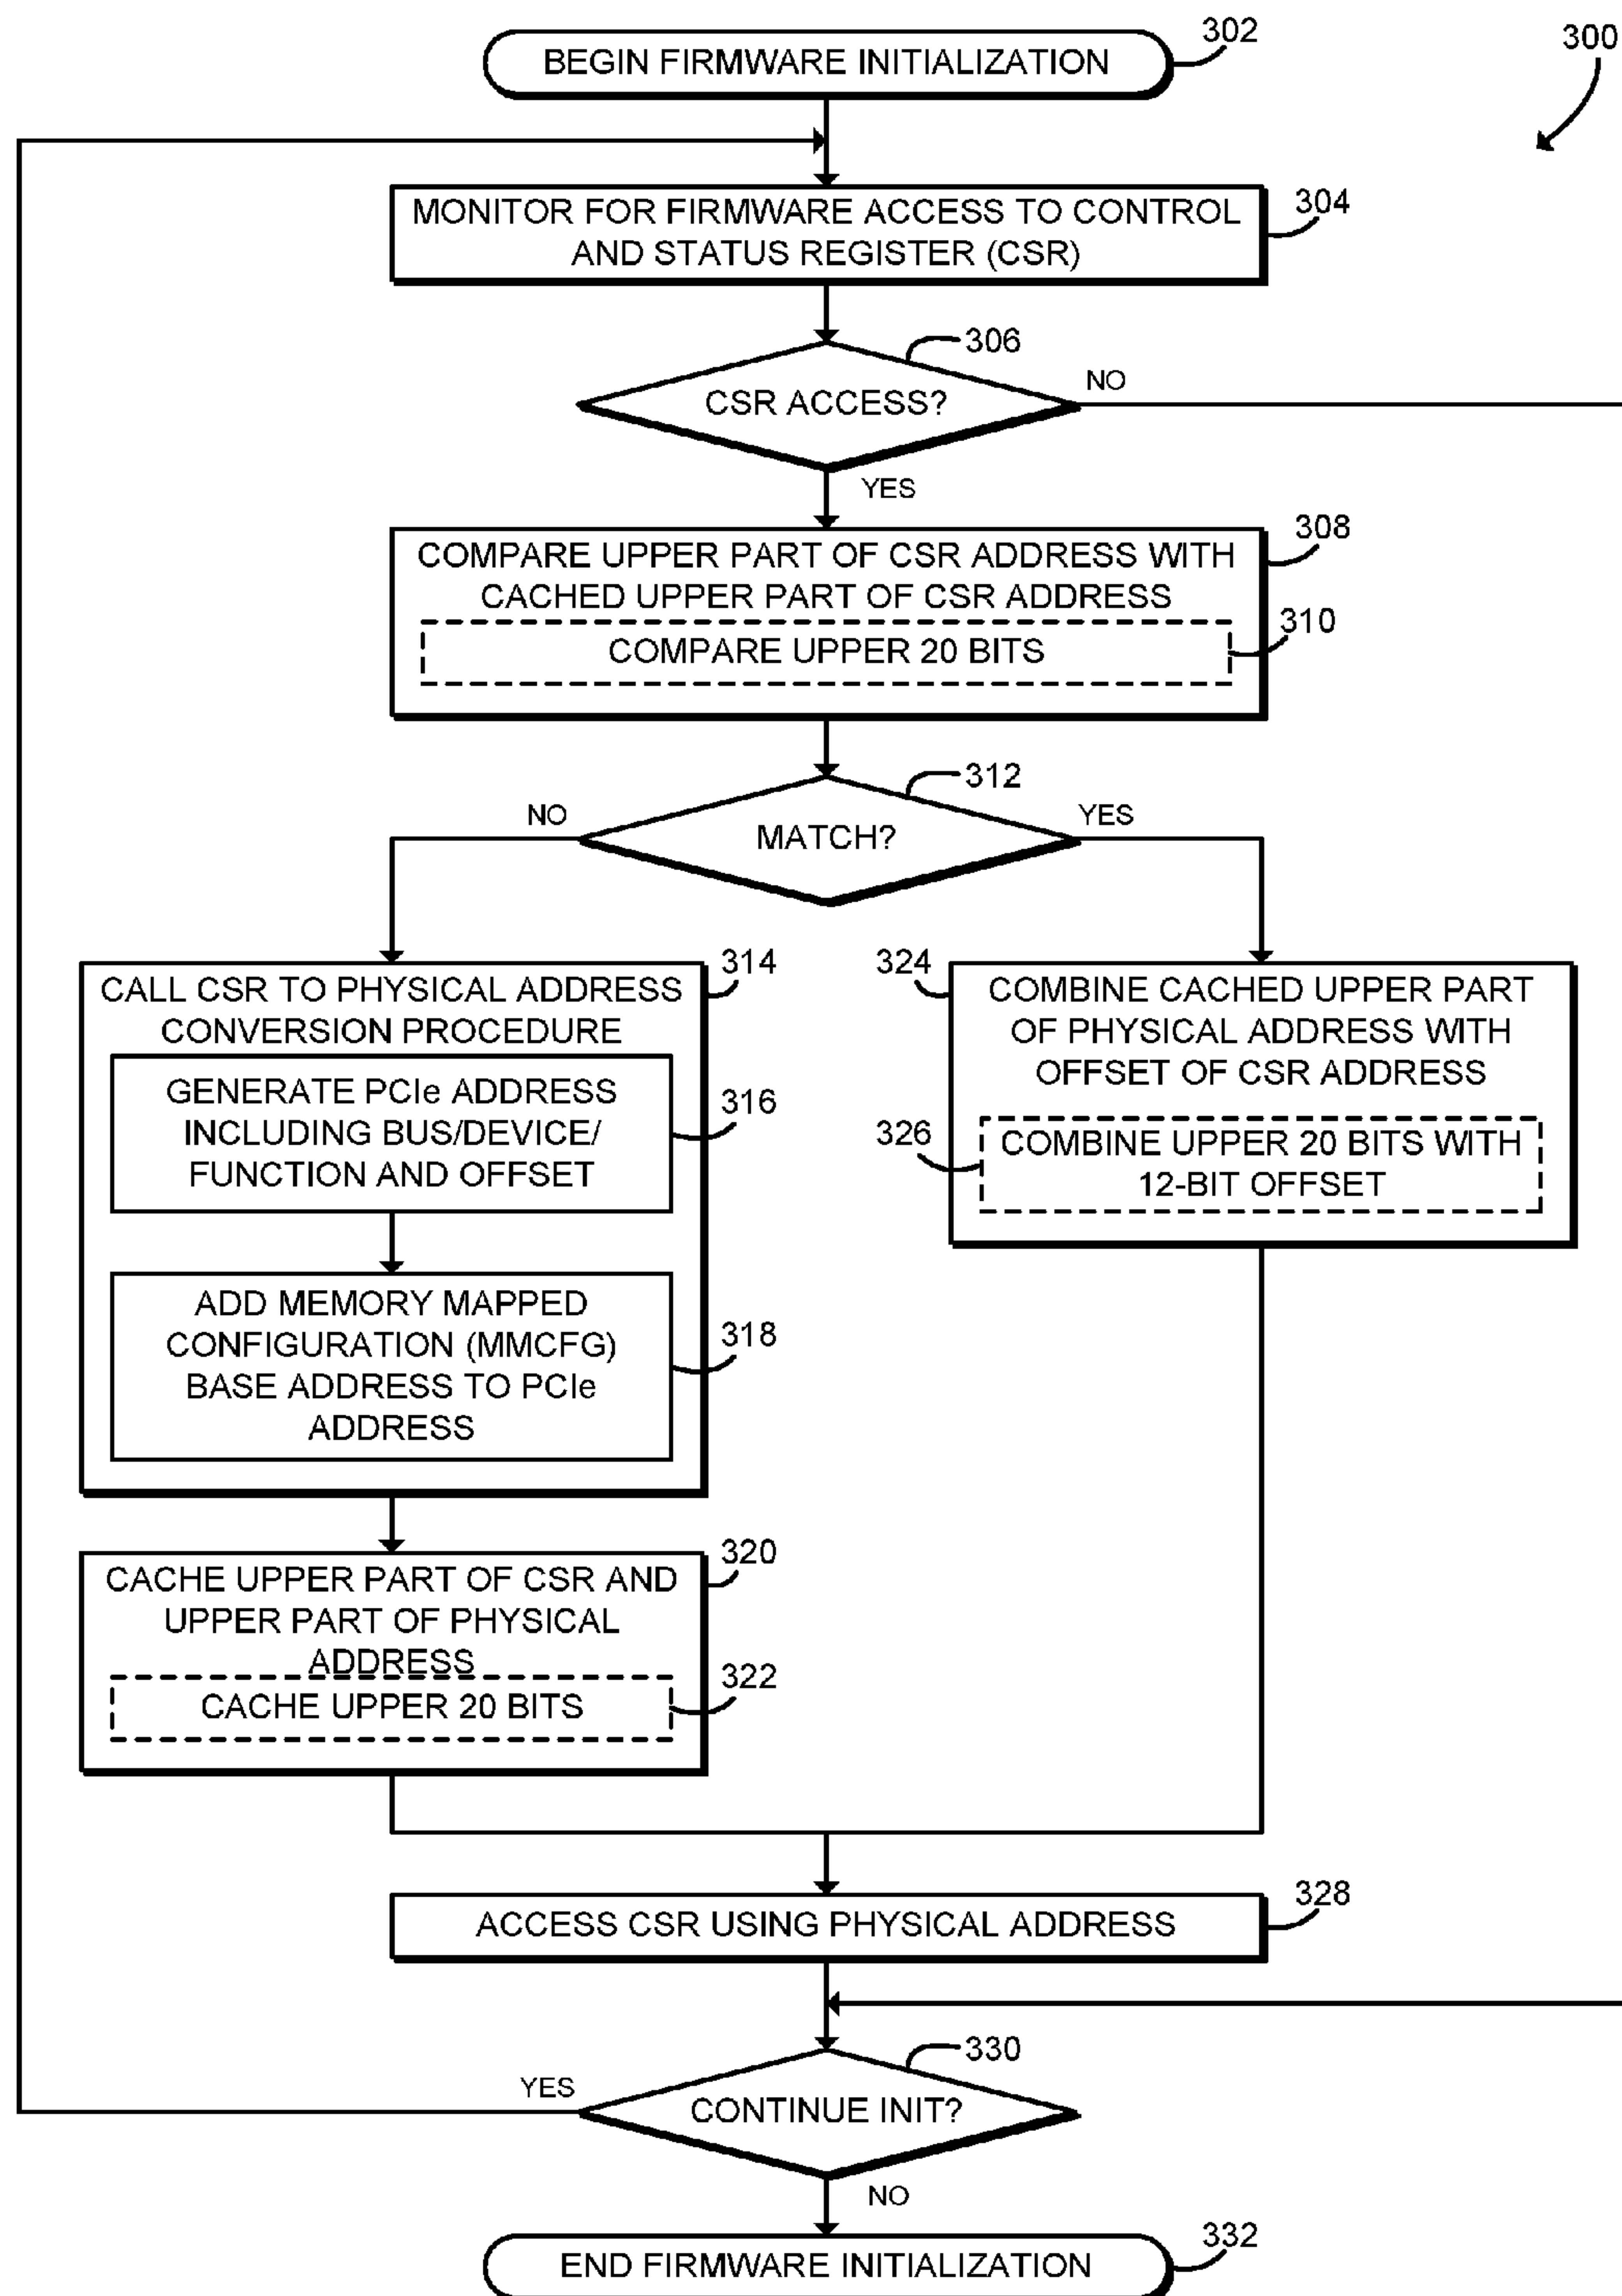 302
BEGIN FIRMWARE INITIALIZATION
300
304
MONITOR FOR FIRMWARE ACCESS TO CONTROL
AND STATUS REGISTER (CSR)
306
CSR ACCESS?
NO
YES
308
COMPARE UPPER PART OF CSR ADDRESS WITH
CACHED UPPER PART OF CSR ADDRESS
310
COMPARE UPPER 20 BITS
312
MATCH?
NO
YES
314
CALL CSR TO PHYSICAL ADDRESS
CONVERSION PROCEDURE
316
GENERATE PCIe ADDRESS
INCLUDING BUS/DEVICE/
FUNCTION AND OFFSET
318
ADD MEMORY MAPPED
CONFIGURATION (MMCFG)
BASE ADDRESS TO PCIe
ADDRESS
320
CACHE UPPER PART OF CSR AND
UPPER PART OF PHYSICAL
ADDRESS
322
CACHE UPPER 20 BITS
324
COMBINE CACHED UPPER PART
OF PHYSICAL ADDRESS WITH
OFFSET OF CSR ADDRESS
326
COMBINE UPPER 20 BITS WITH
12-BIT OFFSET
328
ACCESS CSR USING PHYSICAL ADDRESS
330
CONTINUE INIT?
YES
NO
332
END FIRMWARE INITIALIZATION